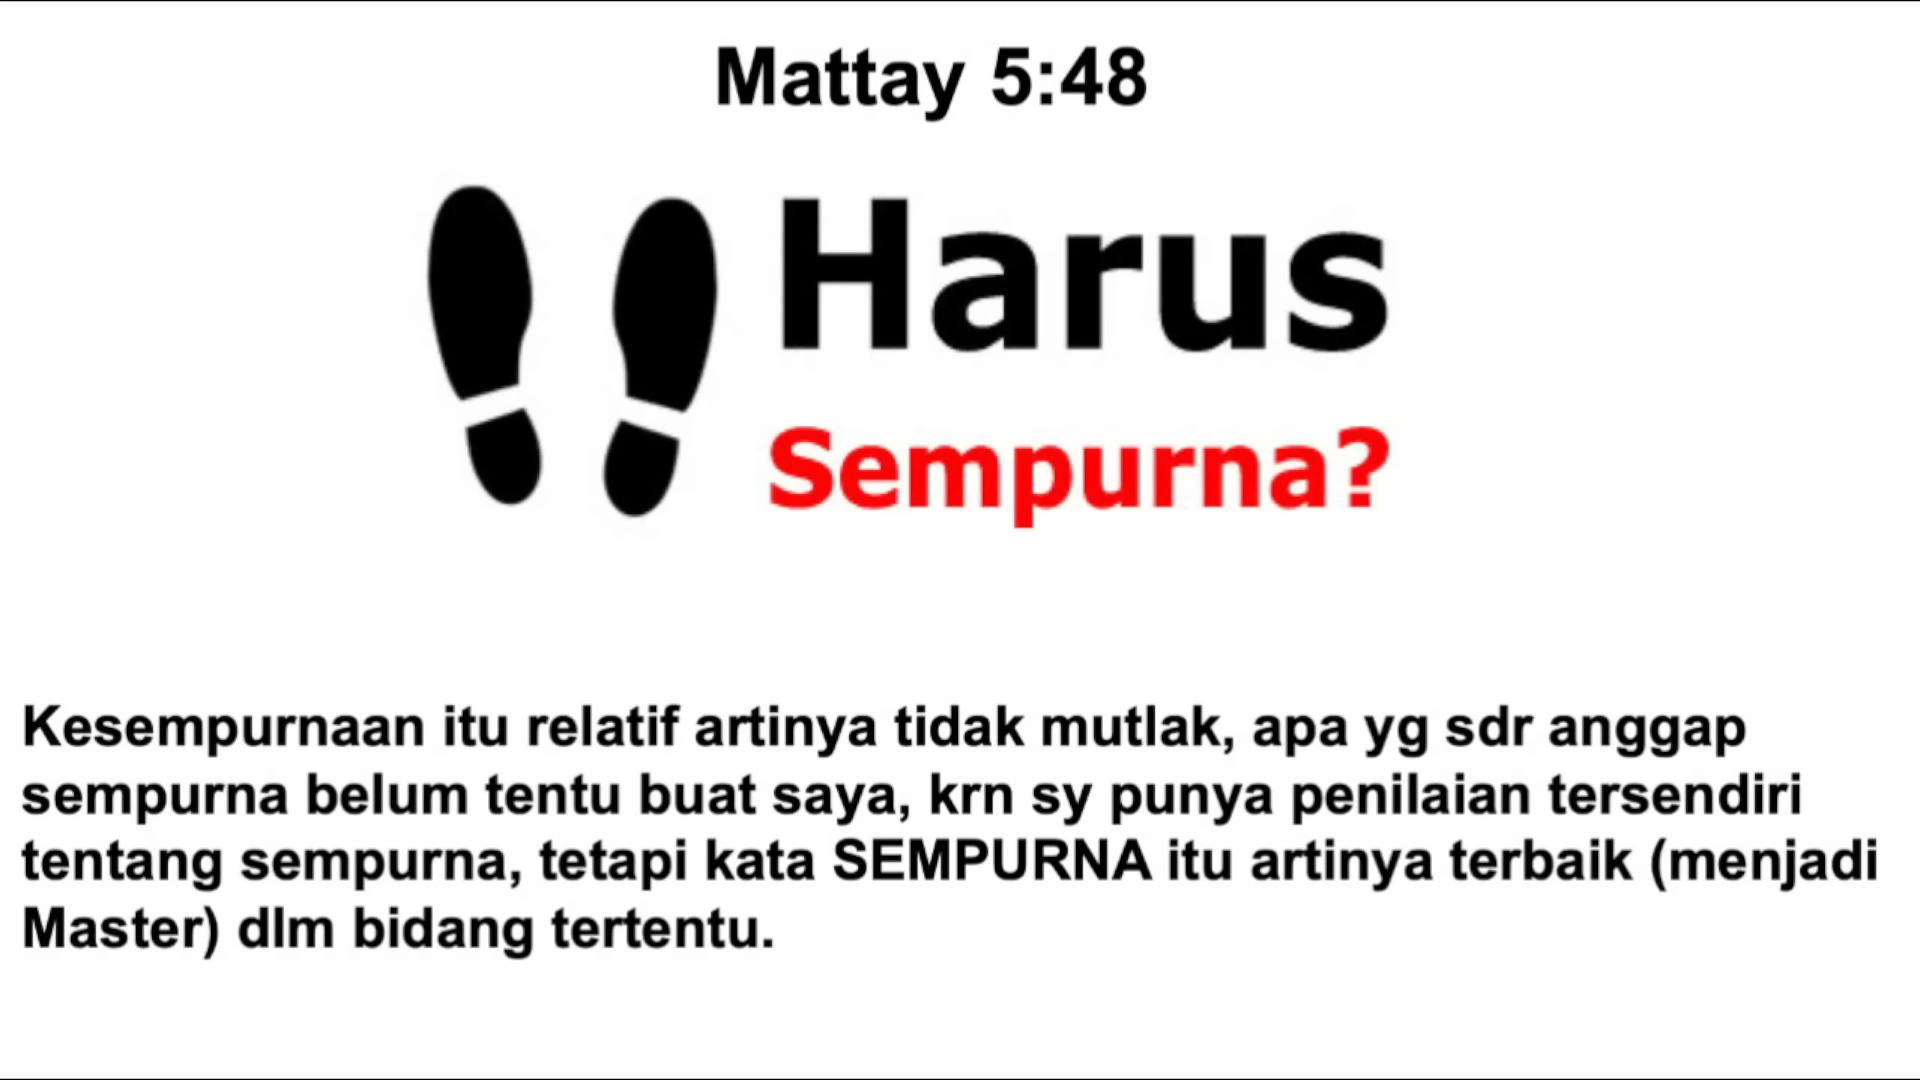 Mattay 5:48
Harus
Sempurna?
Kesempurnaan itu relatif artinya tidak mutlak, apa yg sdr anggap
sempurna belum tentu buat saya, krn sy punya penilaian tersendiri
tentang sempurna, tetapi kata SEMPURNA itu artinya terbaik (menjadi
Master) dlm bidang tertentu.